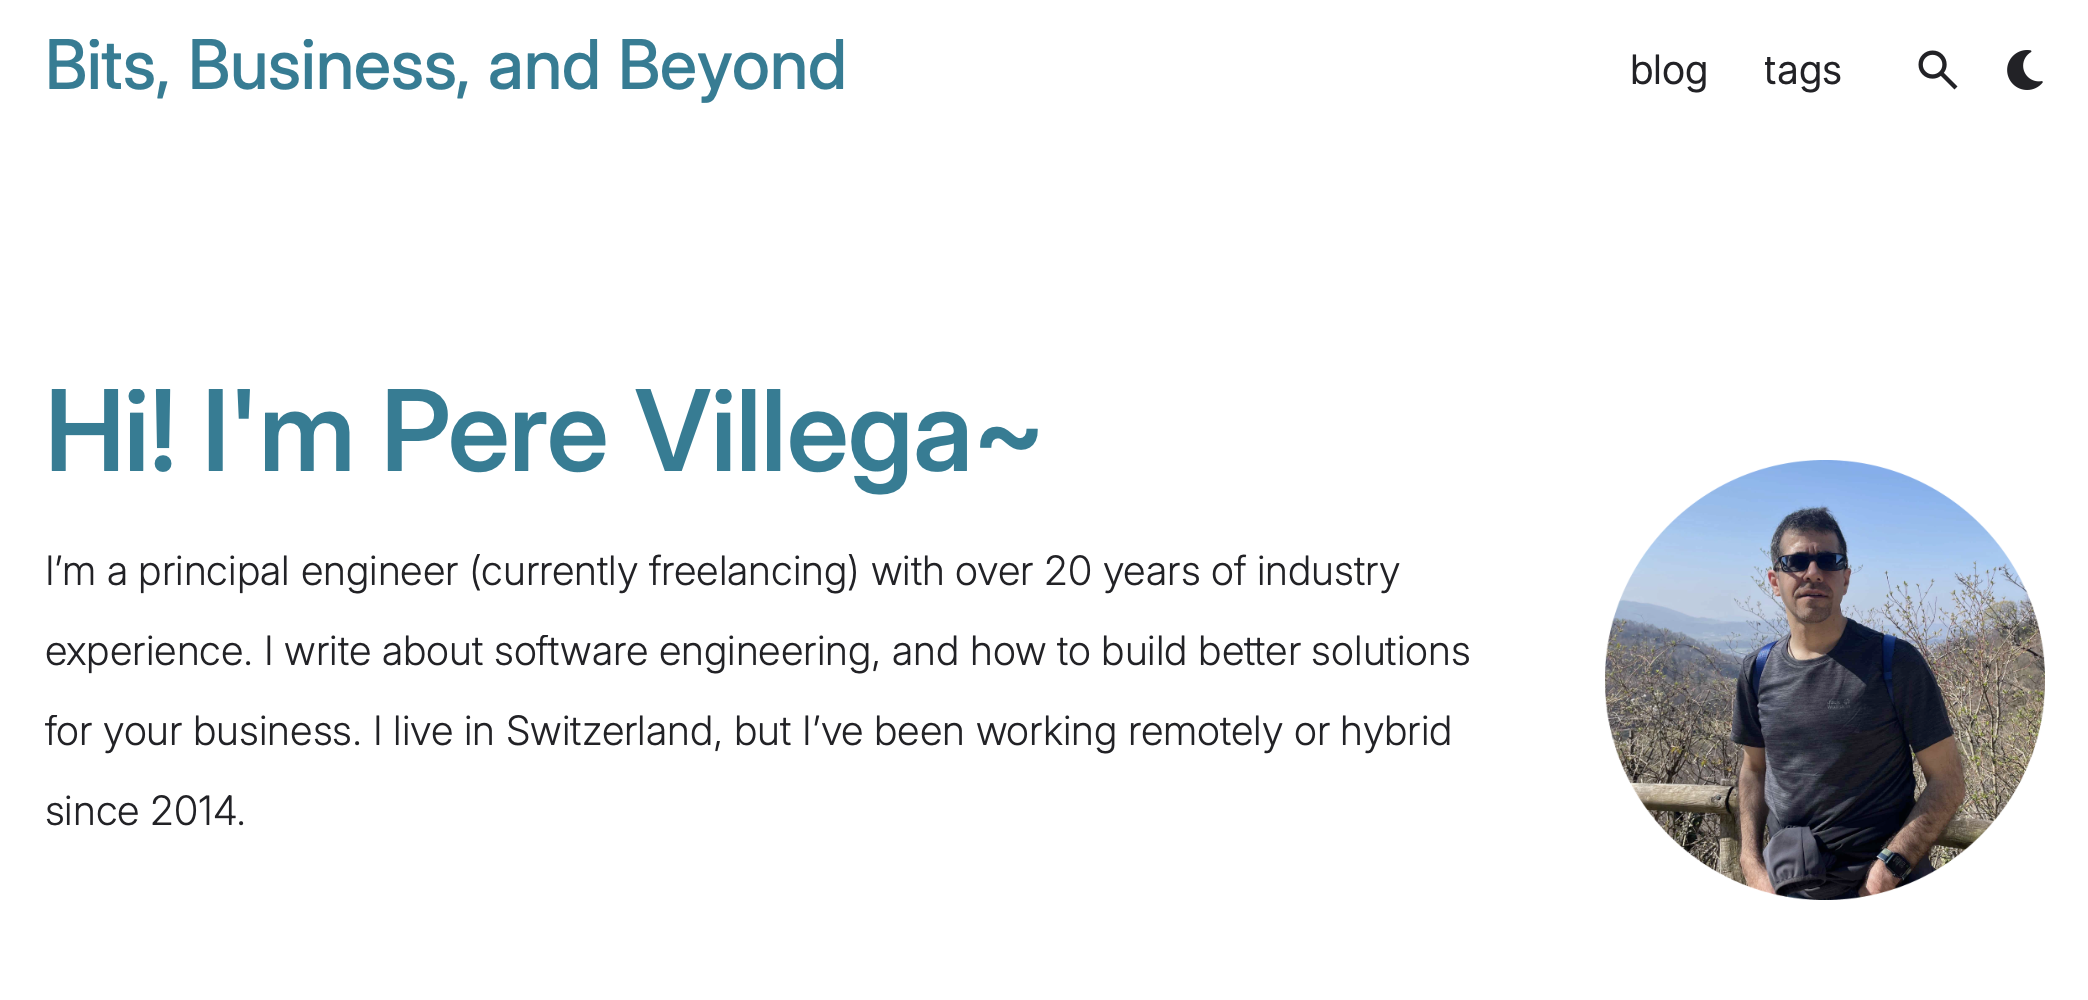 Bits, Business, and Beyond
blog tags
Hi! I'm Pere Villega~
I’m a principal engineer (currently freelancing) with over 20 years of industry
experience. I write about software engineering, and how to build better solutions
for your business. I live in Switzerland, but I’ve been working remotely or hybrid
since 2014.